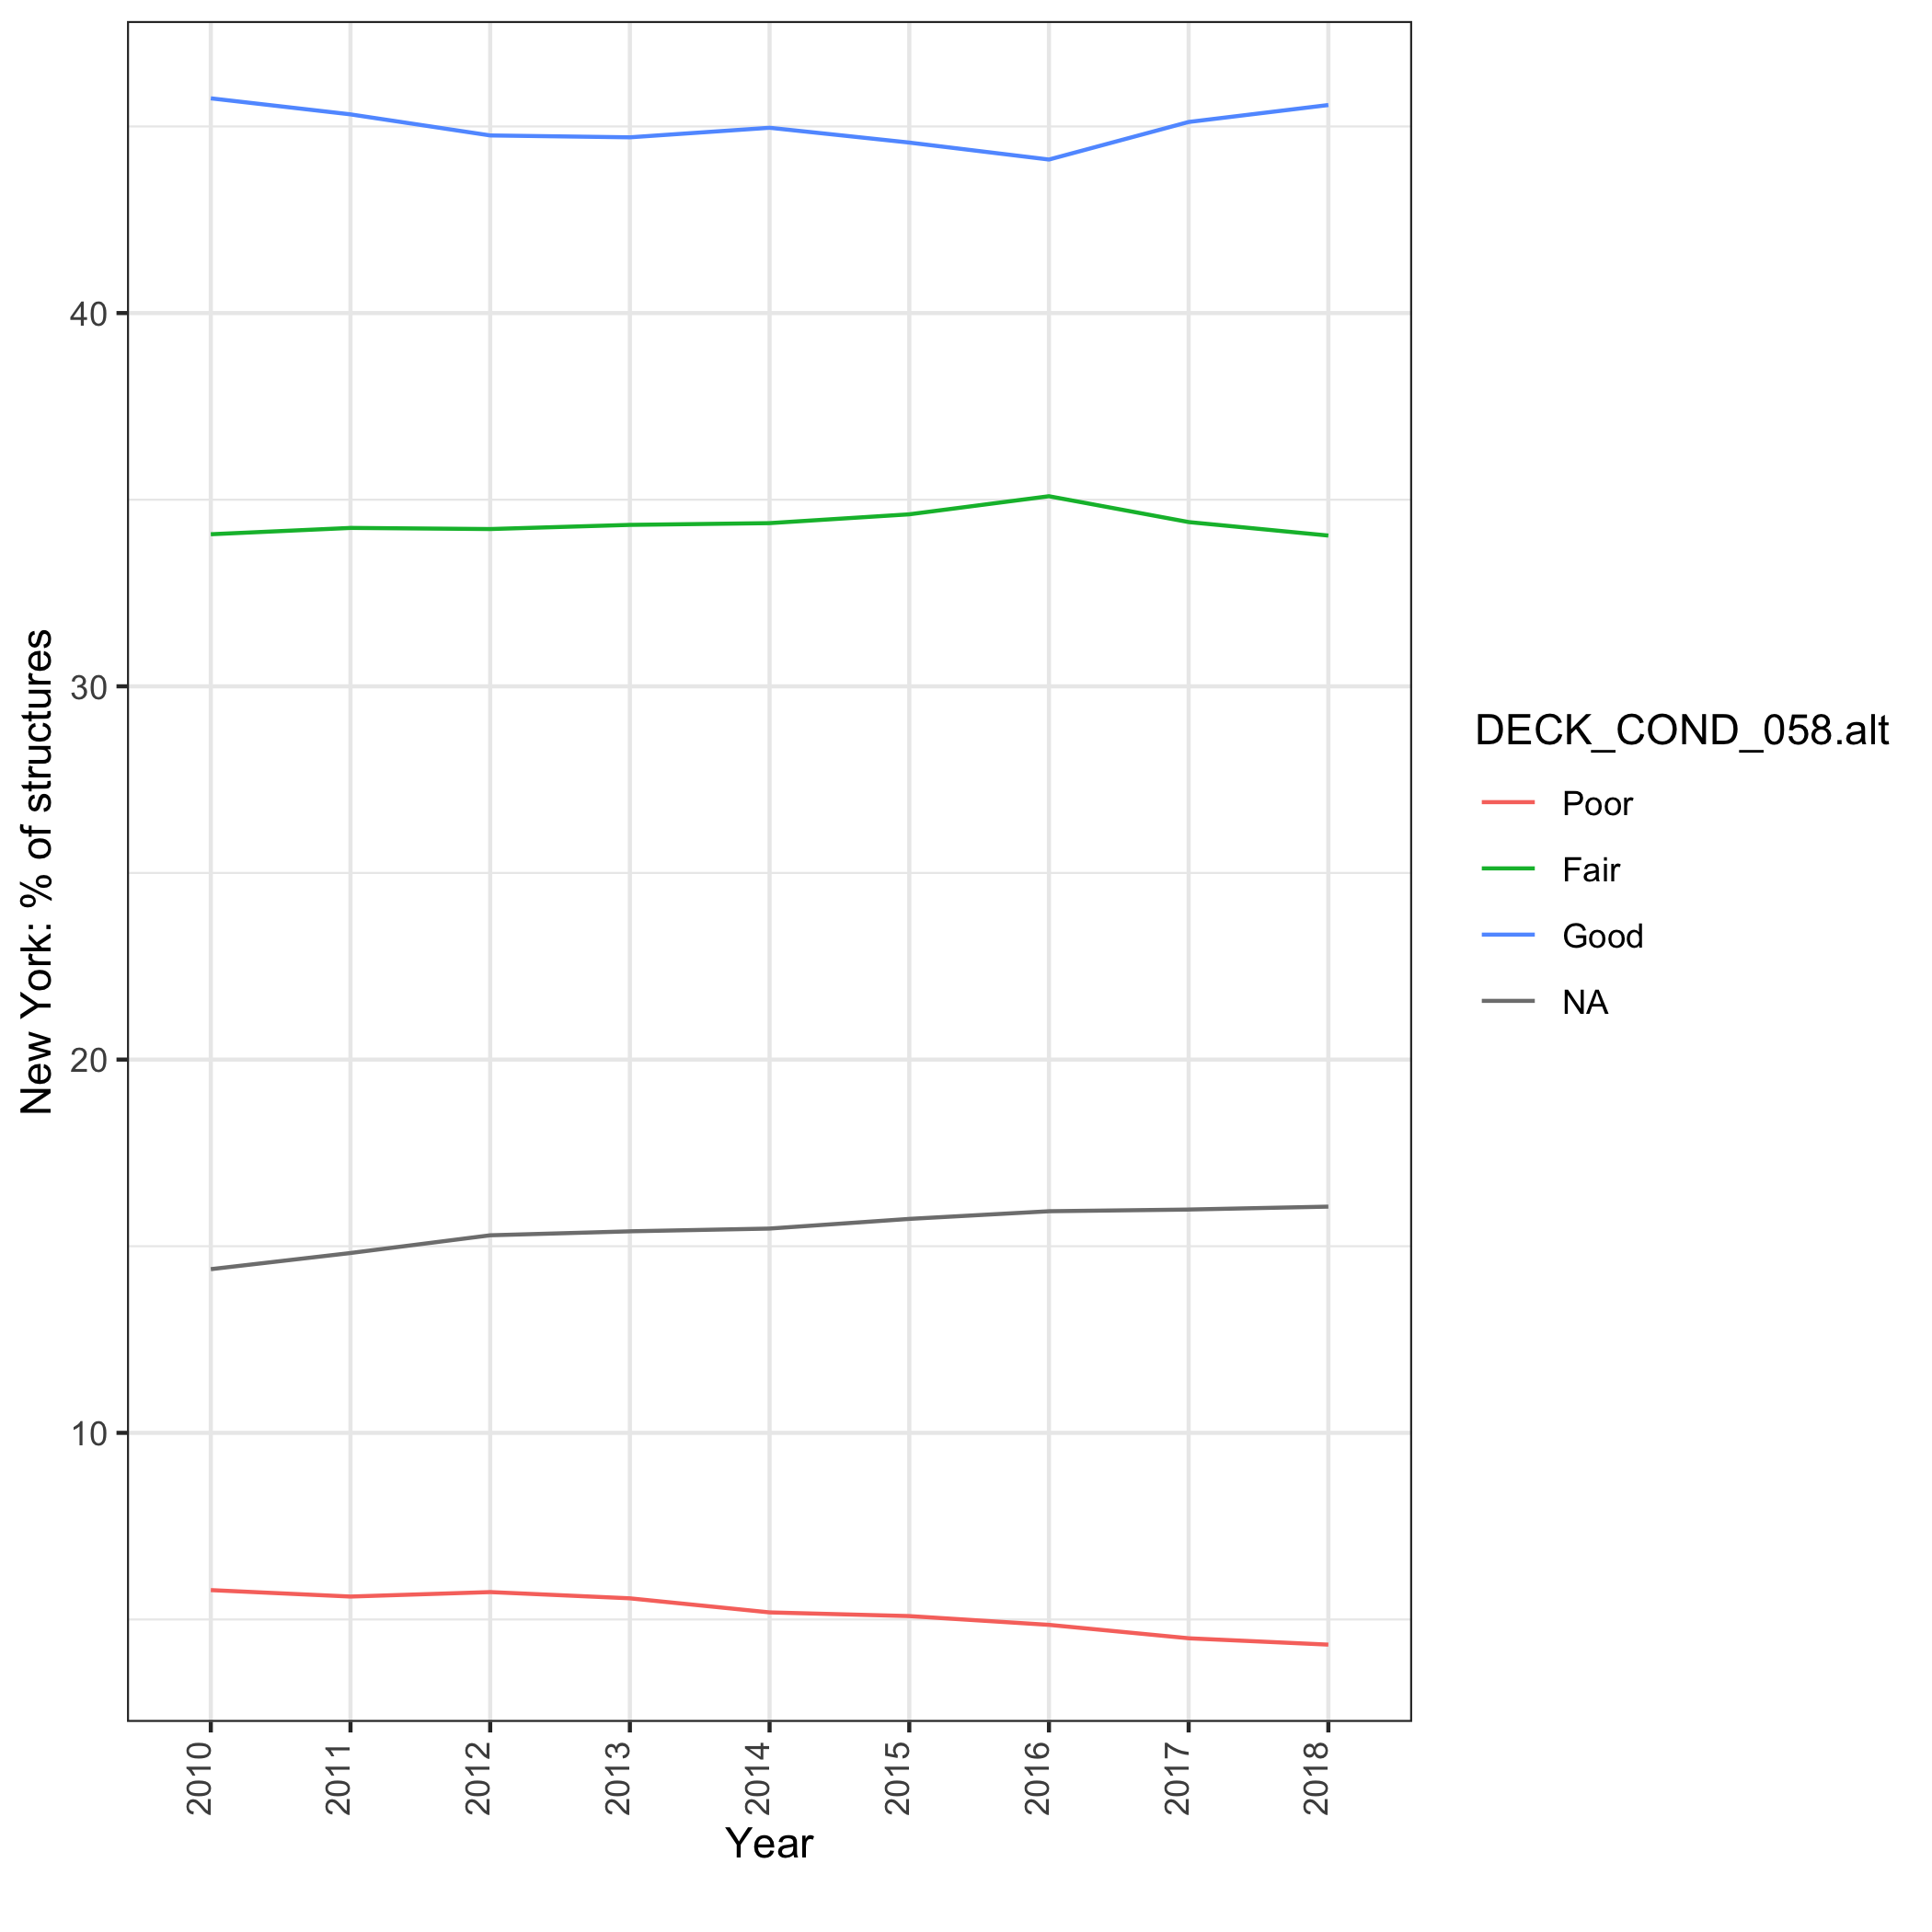 New York: % of structures
40
30
20
10
2010
2011
2012
2013
2014
2015
2016
2017
2018
Year
DECK_COND_058.alt
Poor
Fair
Good
NA